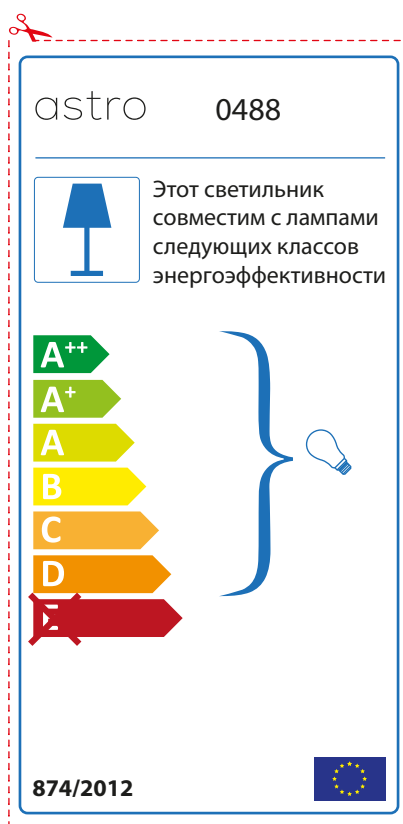 astro 0488
Этот светильник
совместим с лампами
следующих классов
энергоэффективности
A++
A+
A
B
C
D
E
874/2012